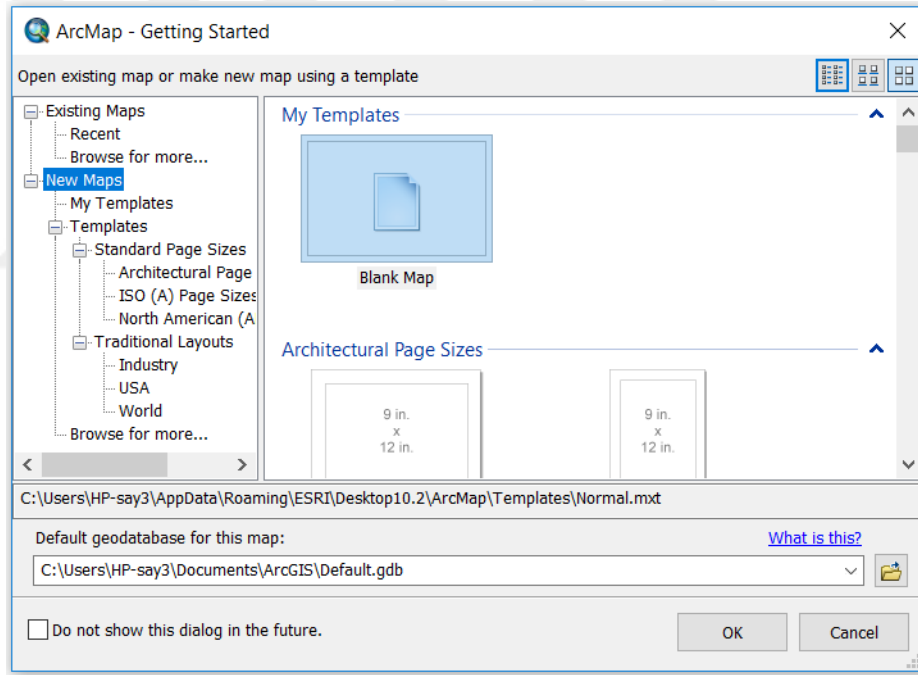 ArcMap - Getting Started
Open existing map or make new map using a template
Existing Maps
Recent
Browse for more...
New Maps
My Templates
Templates
Standard Page Sizes
Architectural Page
ISO (A) Page Sizes
North American (A
Traditional Layouts
Industry
USA
World
Browse for more...
My Templates
Blank Map
Architectural Page Sizes
9 in.
x
12 in.
9 in.
x
12 in.
C:\Users\HP-say3\AppData\Roaming\ESRI\Desktop10.2\ArcMap\Templates\Normal.mxt
Default geodatabase for this map:
What is this?
C:\Users\HP-say3\Documents\ArcGIS\Default.gdb
Do not show this dialog in the future.
OK
Cancel